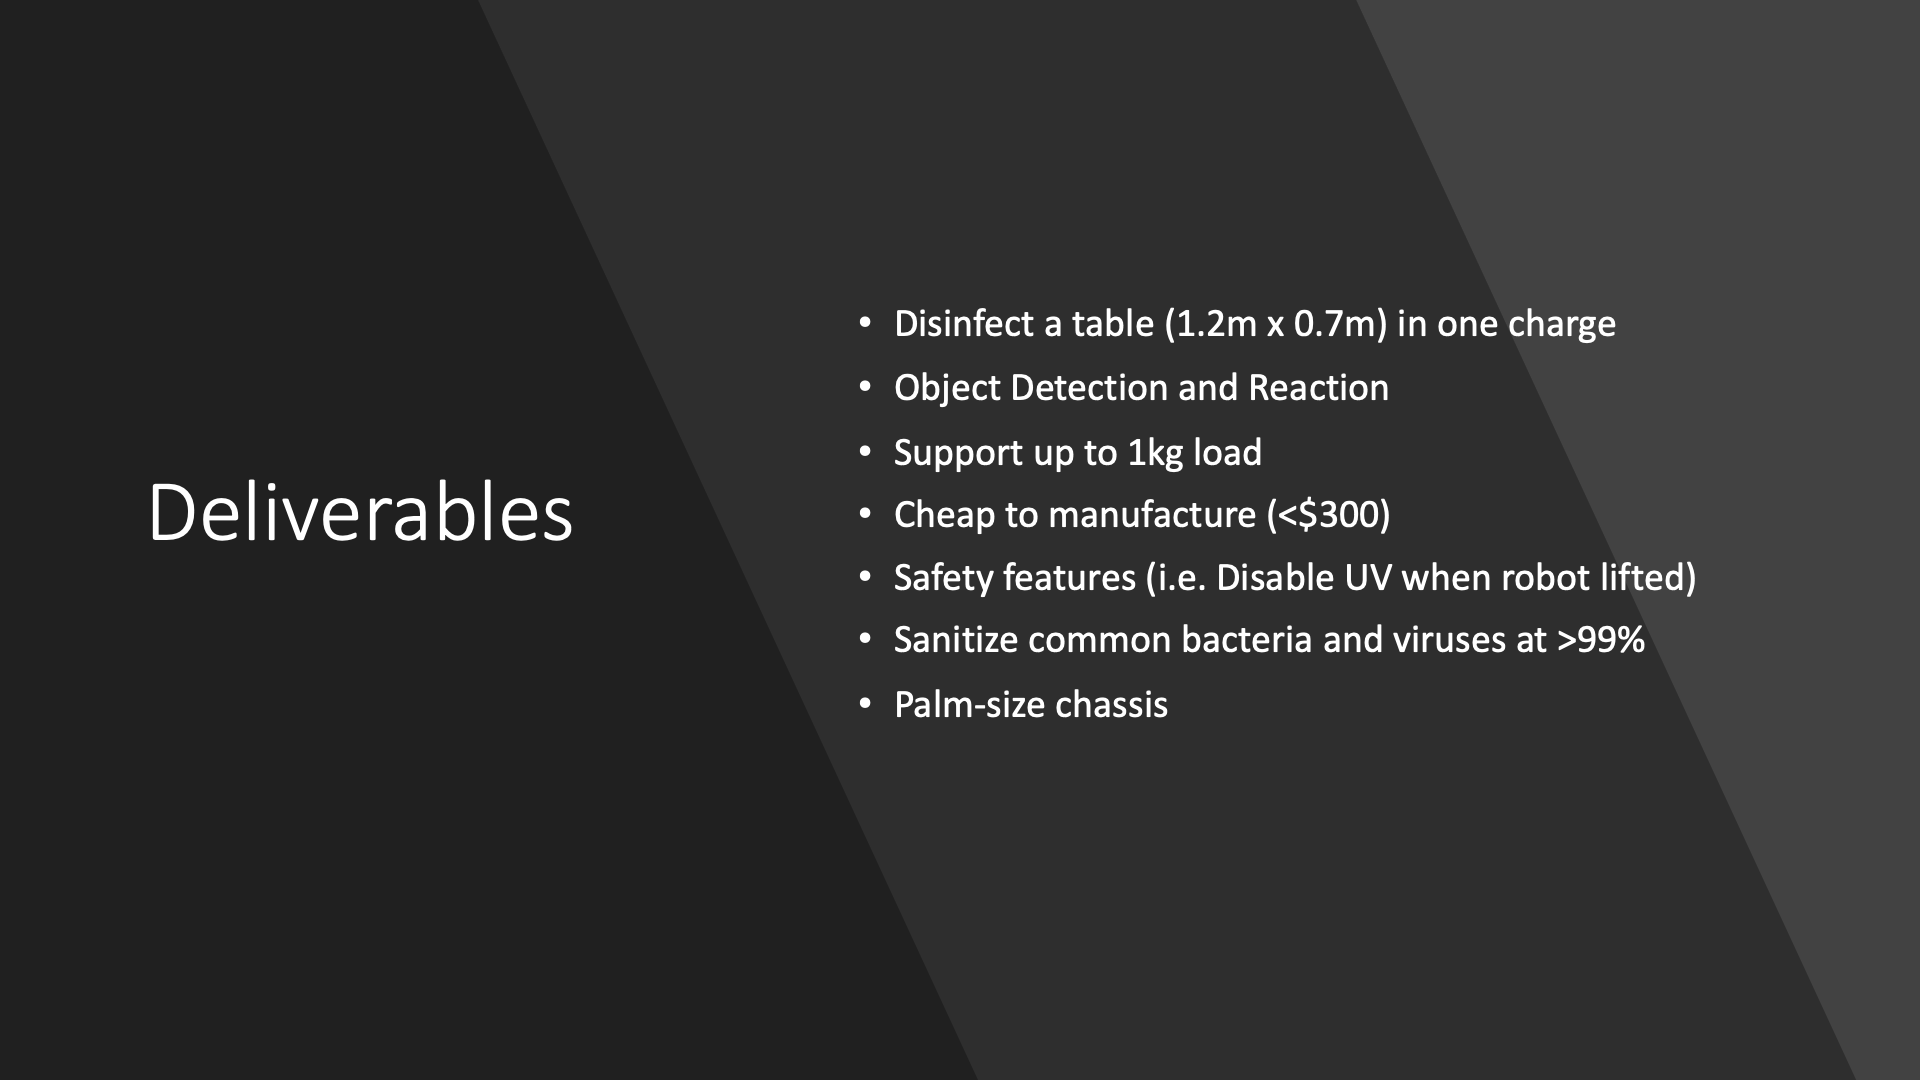 Deliverables
• Disinfect a table (1.2m x 0.7m) in one charge
• Object Detection and Reaction
• Support up to 1kg load
• Cheap to manufacture (<$300)
• Safety features (i.e. Disable UV when robot lifted)
• Sanitize common bacteria and viruses at >99%
• Palm-size chassis